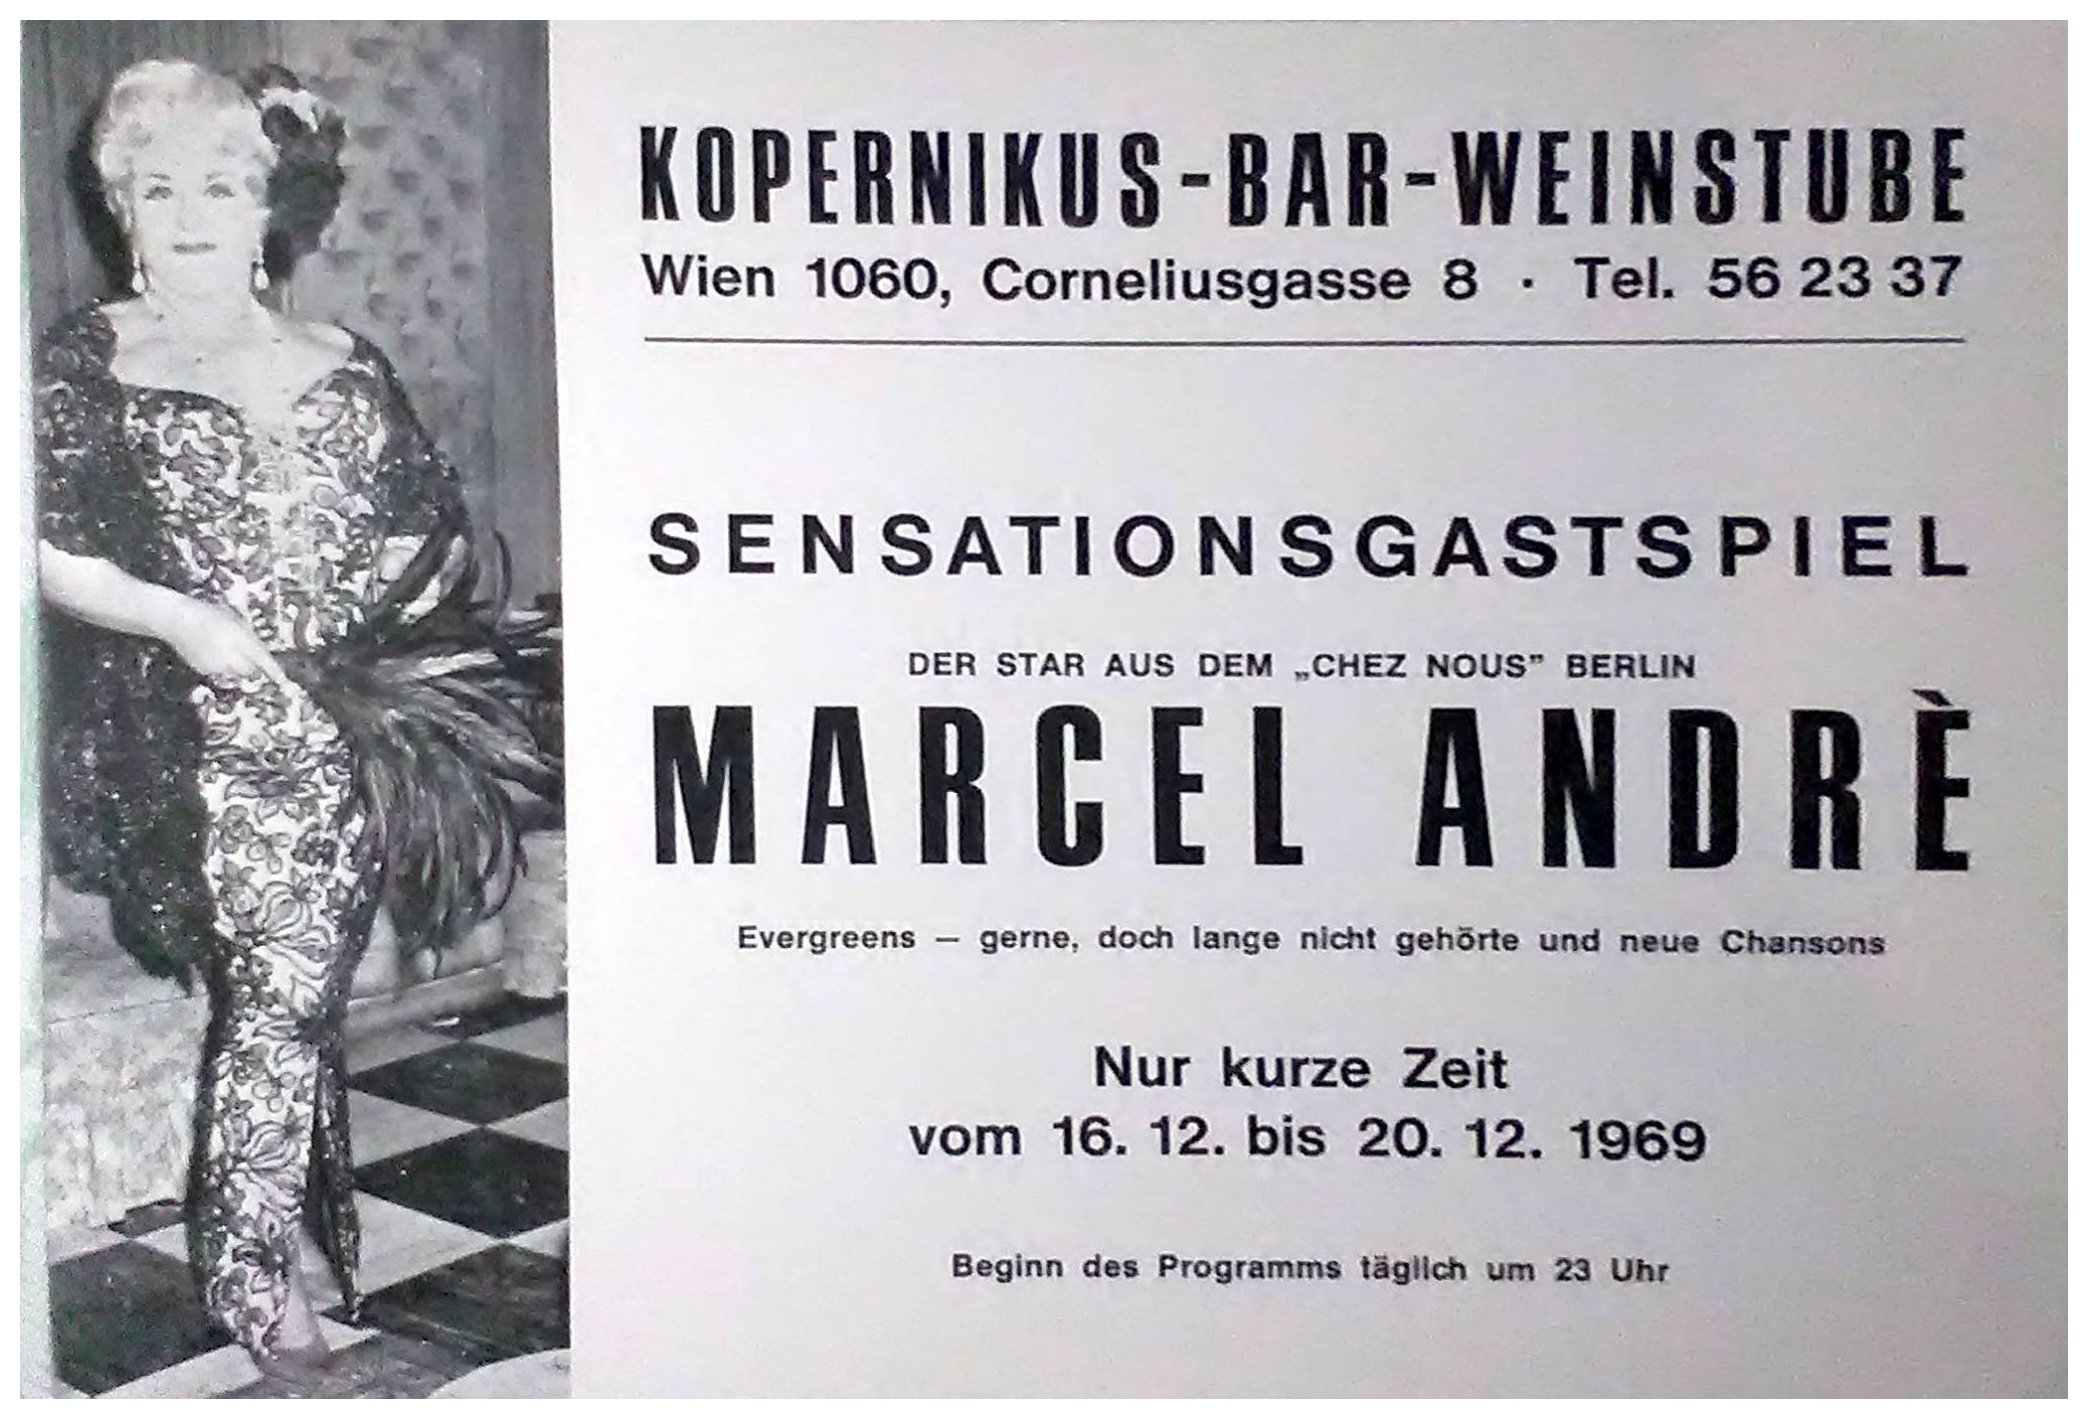 KOPERNIKUS-BAR-WEINSTUBE
Wien 1060, Corneliusgasse 8 · Tel. 56 23 37
SENSATIONSGASTSPIEL
DER STAR AUS DEM „CHEZ NOUS” BERLIN
MARCEL ANDRÈ
Evergreens — gerne, doch lange nicht gehörte und neue Chansons
Nur kurze Zeit
vom 16. 12. bis 20. 12. 1969
Beginn des Programms täglich um 23 Uhr